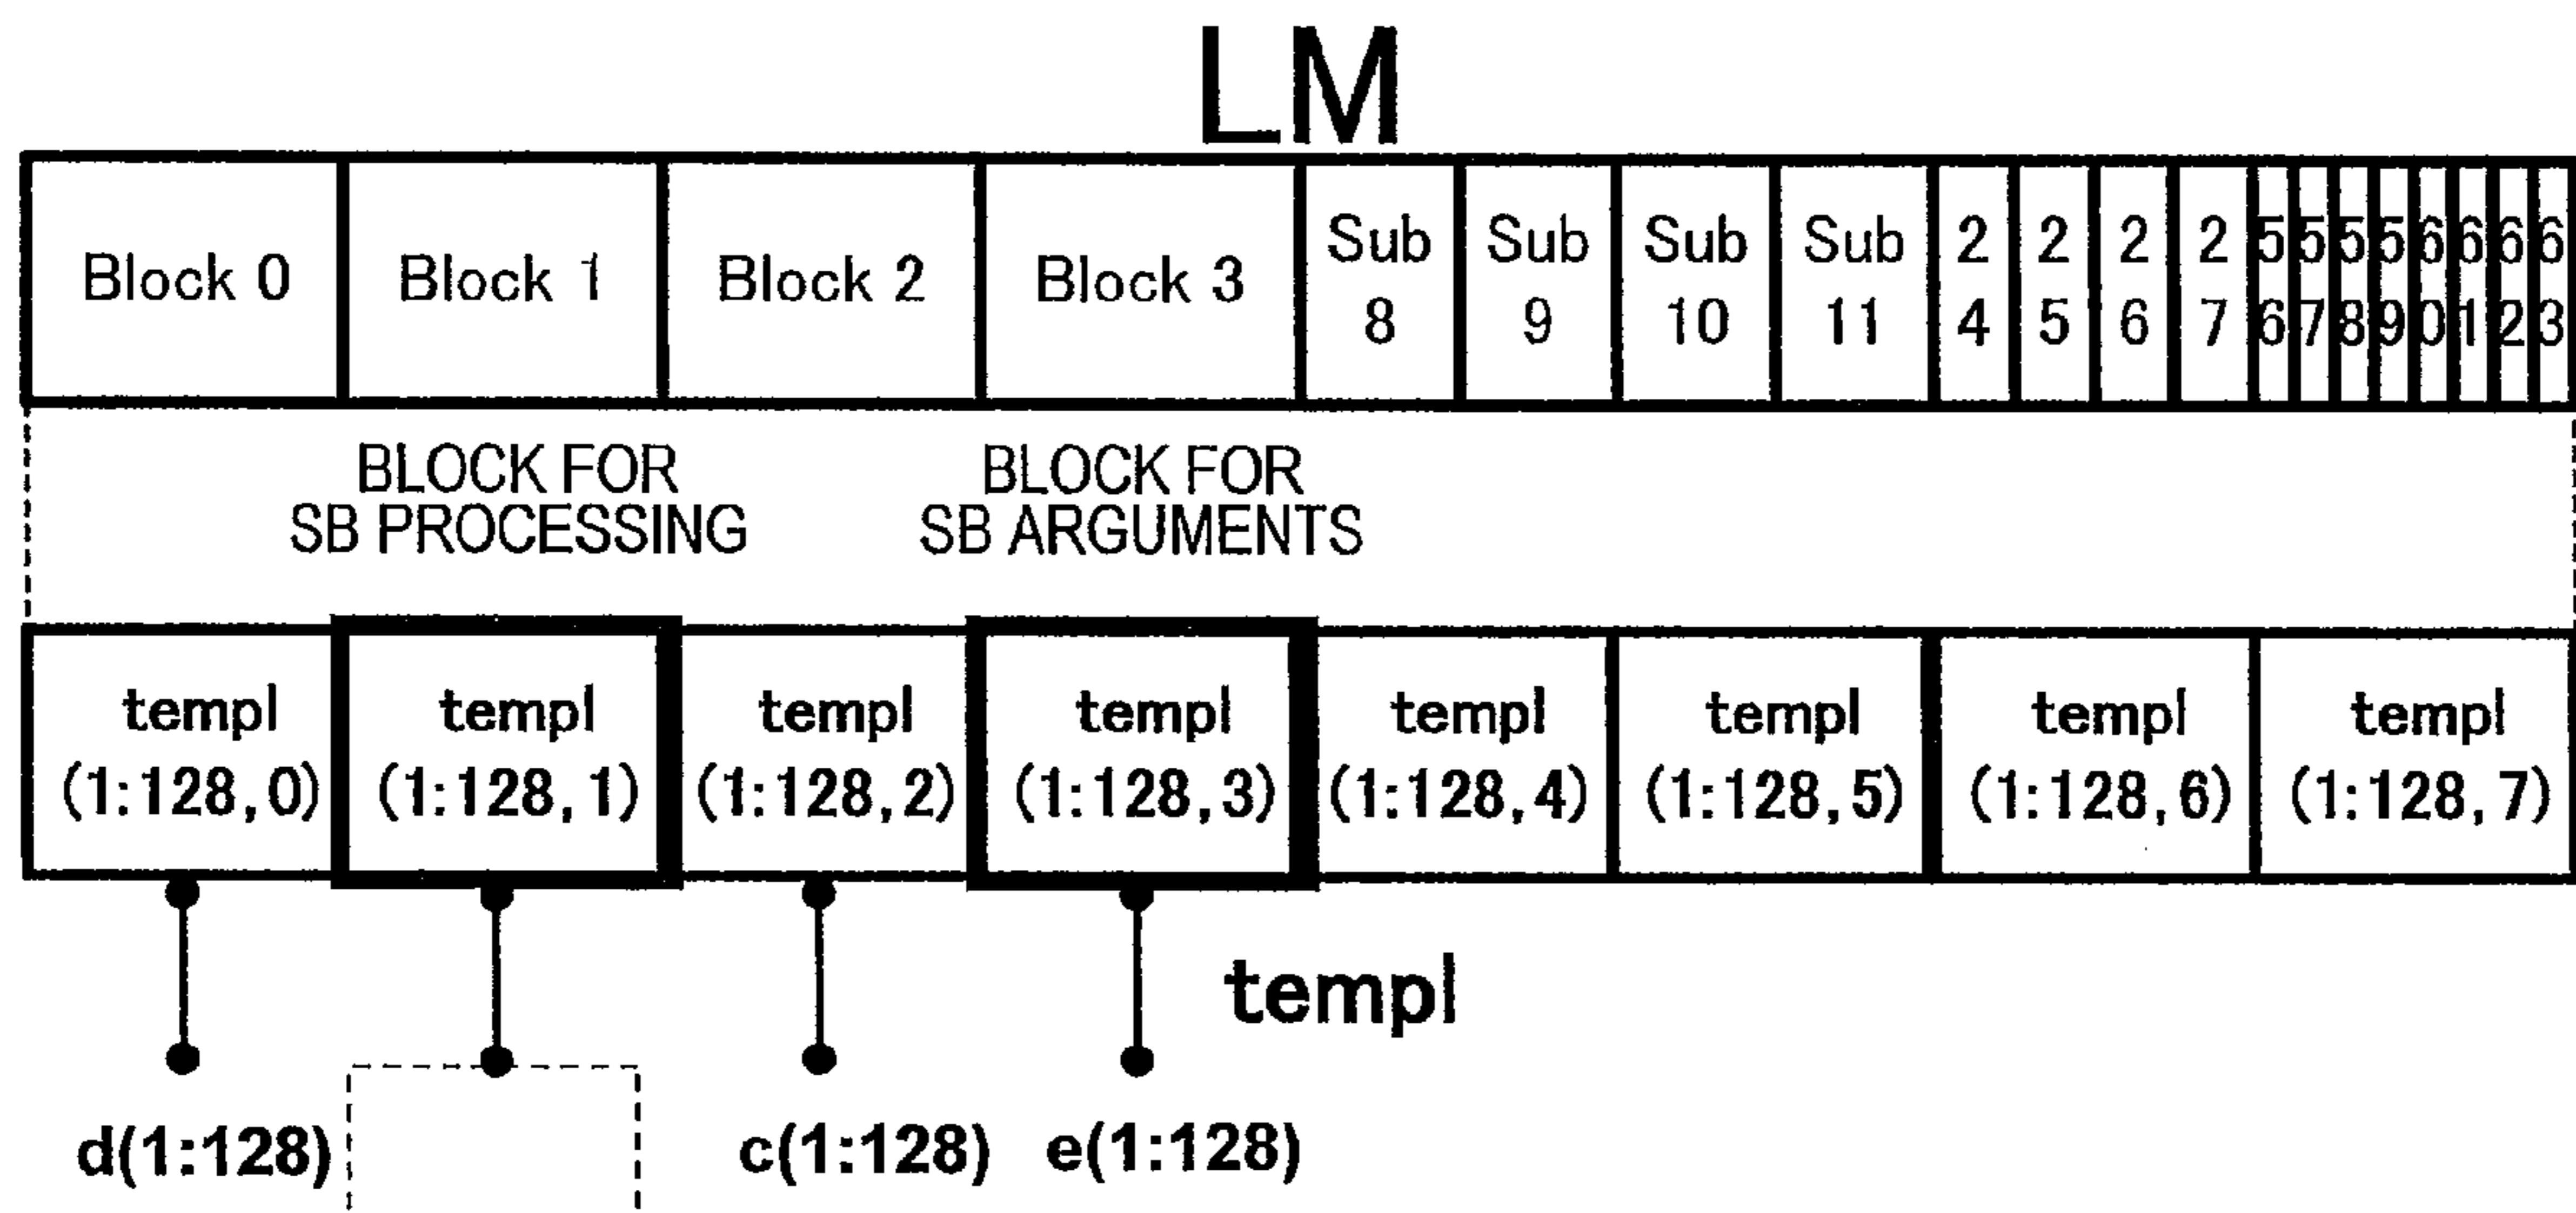 LM
Block 0
Block 1
Block 2
Block 3
Sub
8
Sub
9
Sub
10
Sub
11
2
4
2
5
2
6
2
7
5
6
5
7
5
8
5
9
6
0
6
1
6
2
6
3
BLOCK FOR
SB PROCESSING
BLOCK FOR
SB ARGUMENTS
templ
(1:128,0)
templ
(1:128,1)
templ
(1:128,2)
templ
(1:128,3)
templ
(1:128,4)
templ
(1:128,5)
templ
(1:128,6)
templ
(1:128,7)
templ
d(1:128)
c(1:128)
e(1:128)